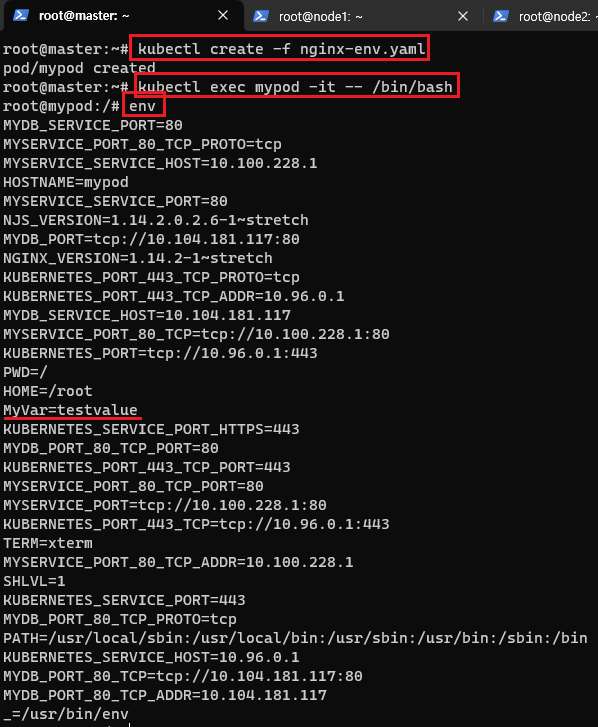 root@master: ~
root@node1: ~
root@node2: ~
root@master:~# kubectl create -f nginx-env.yaml
pod/mypod created
root@master:~# kubectl exec mypod -it -- /bin/bash
root@mypod:/# env
MYDB_SERVICE_PORT=80
MYSERVICE_PORT_80_TCP_PROTO=tcp
MYSERVICE_SERVICE_HOST=10.100.228.1
HOSTNAME=mypod
MYSERVICE_SERVICE_PORT=80
NJS_VERSION=1.14.2.0.2.6-1~stretch
MYDB_PORT=tcp://10.104.181.117:80
NGINX_VERSION=1.14.2-1~stretch
KUBERNETES_PORT_443_TCP_PROTO=tcp
KUBERNETES_PORT_443_TCP_ADDR=10.96.0.1
MYDB_SERVICE_HOST=10.104.181.117
MYSERVICE_PORT_80_TCP=tcp://10.100.228.1:80
KUBERNETES_PORT=tcp://10.96.0.1:443
PWD=/
HOME=/root
MyVar=testvalue
KUBERNETES_SERVICE_PORT_HTTPS=443
MYDB_PORT_80_TCP_PORT=80
KUBERNETES_PORT_443_TCP_PORT=443
MYSERVICE_PORT_80_TCP_PORT=80
MYSERVICE_PORT=tcp://10.100.228.1:80
KUBERNETES_PORT_443_TCP=tcp://10.96.0.1:443
TERM=xterm
MYSERVICE_PORT_80_TCP_ADDR=10.100.228.1
SHLVL=1
KUBERNETES_SERVICE_PORT=443
MYDB_PORT_80_TCP_PROTO=tcp
PATH=/usr/local/sbin:/usr/local/bin:/usr/sbin:/usr/bin:/sbin:/bin
KUBERNETES_SERVICE_HOST=10.96.0.1
MYDB_PORT_80_TCP=tcp://10.104.181.117:80
MYDB_PORT_80_TCP_ADDR=10.104.181.117
_=/usr/bin/env